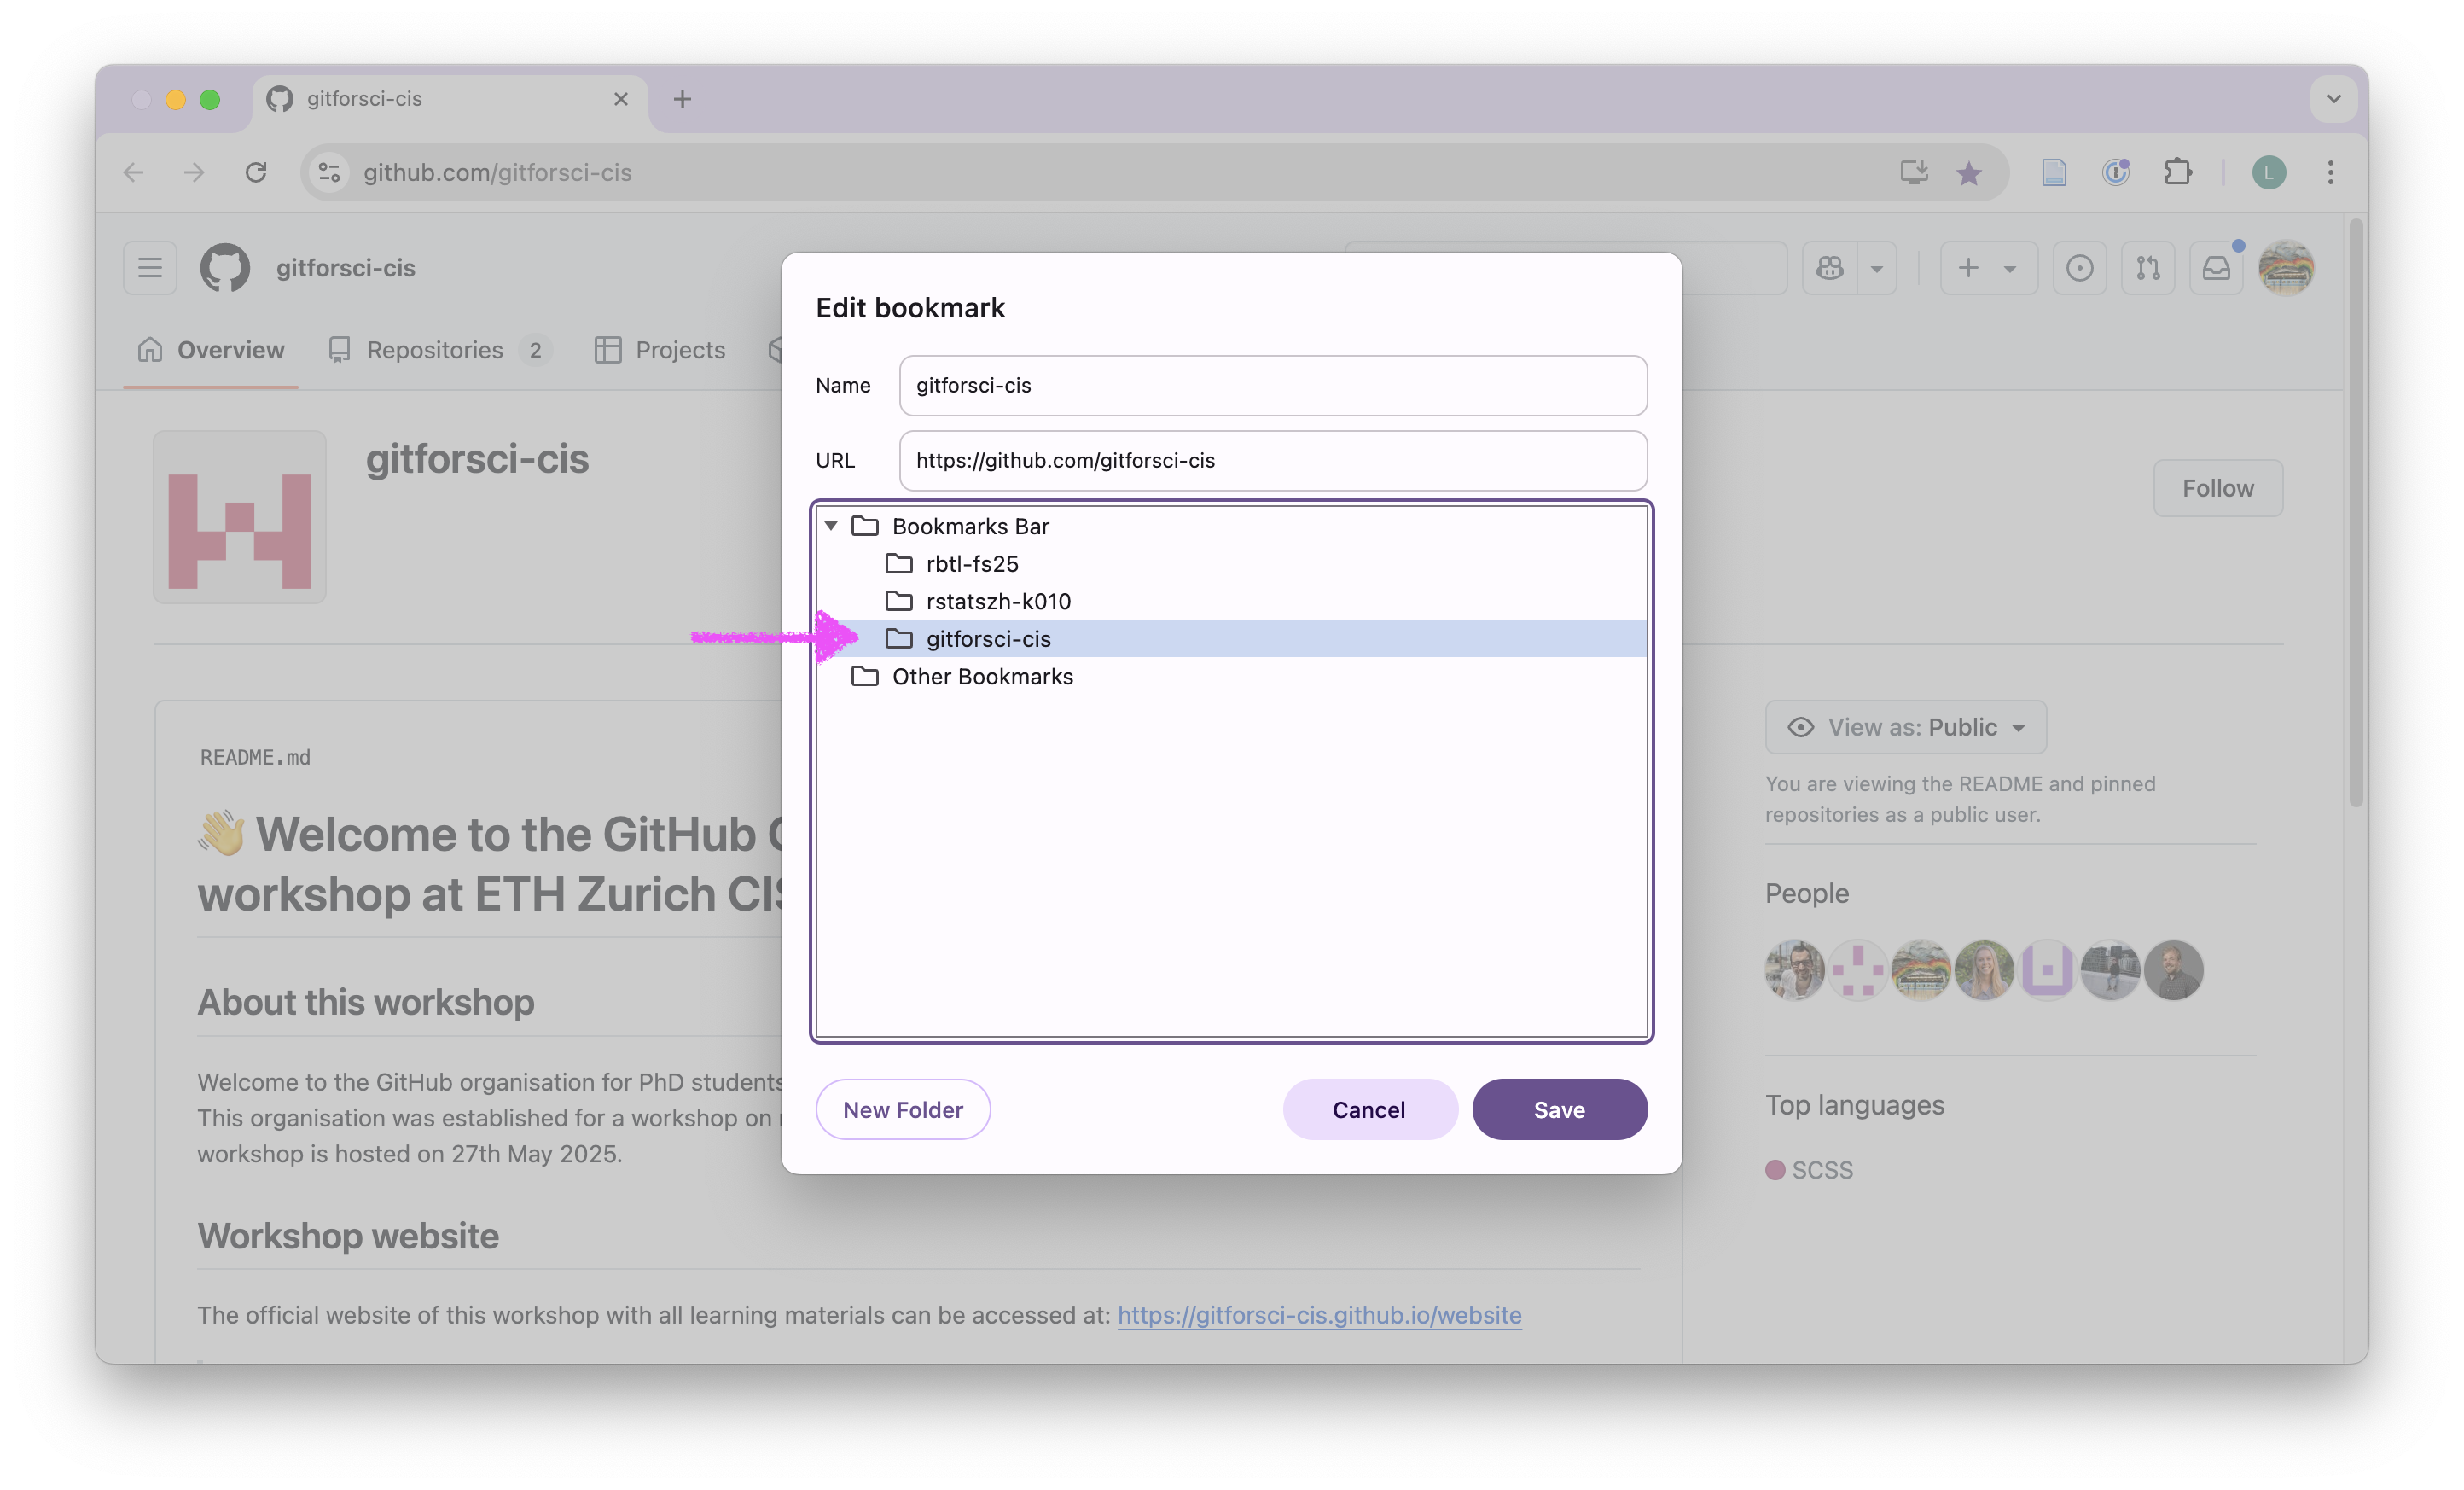 gitforsci-cis
github.com/gitforsci-cis
L
gitforsci-cis
Overview
Repositories 2
Projects
gitforsci-cis
Follow
Edit bookmark
Name gitforsci-cis
URL https://github.com/gitforsci-cis
Bookmarks Bar
rbtl-fs25
rstatszh-k010
gitforsci-cis
Other Bookmarks
New Folder
Cancel
Save
README.md
👋 Welcome to the GitHub
workshop at ETH Zurich
About this workshop
Welcome to the GitHub organisation for PhD students
This organisation was established for a workshop on
workshop is hosted on 27th May 2025.
Workshop website
The official website of this workshop with all learning materials can be accessed at: https://gitforsci-cis.github.io/website
View as: Public
You are viewing the README and pinned
repositories as a public user.
People
Top languages
SCSS